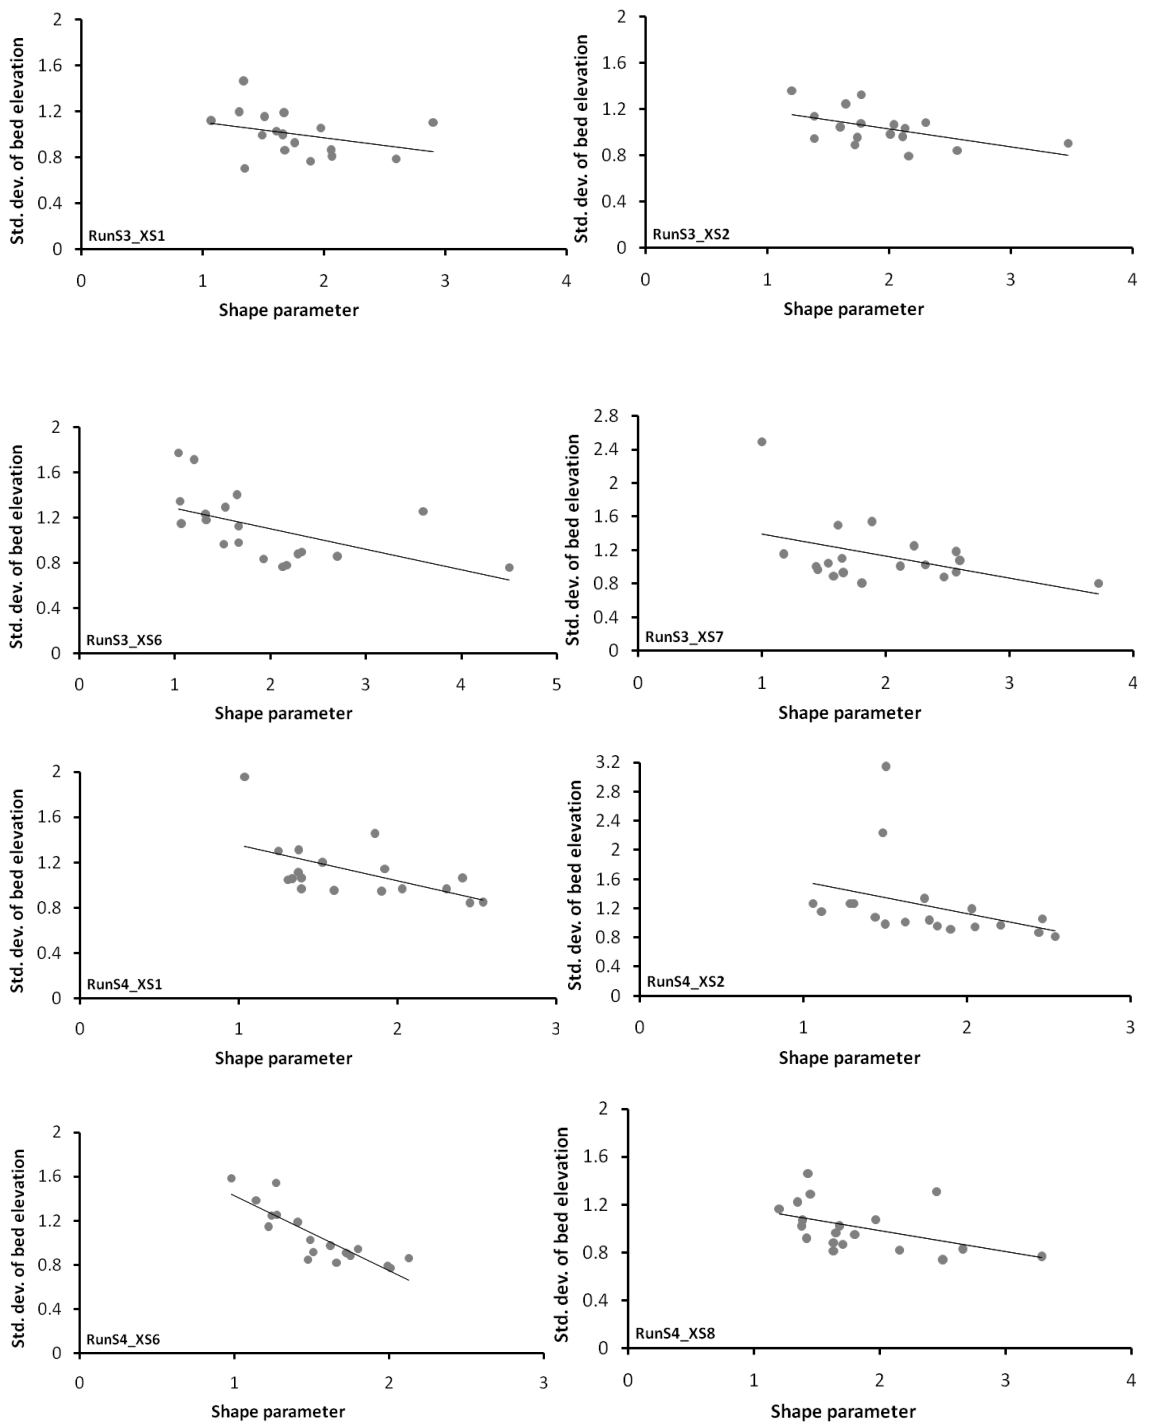 2
1.6
1.2
0.8
0.4
0
Std. dev. of bed elevation
RunS3_XS1
0 1 2 3 4
Shape parameter
2
1.6
1.2
0.8
0.4
0
Std. dev. of bed elevation
RunS3_XS2
0 1 2 3 4
Shape parameter
2
1.6
1.2
0.8
0.4
0
Std. dev. of bed elevation
RunS3_XS6
0 1 2 3 4 5
Shape parameter
2.8
2.4
2
1.6
1.2
0.8
0.4
0
Std. dev. of bed elevation
RunS3_XS7
0 1 2 3 4
Shape parameter
2
1.6
1.2
0.8
0.4
0
Std. dev. of bed elevation
RunS4_XS1
0 1 2 3
Shape parameter
3.2
2.8
2.4
2
1.6
1.2
0.8
0.4
0
Std. dev. of bed elevation
RunS4_XS2
0 1 2 3
Shape parameter
2
1.6
1.2
0.8
0.4
0
Std. dev. of bed elevation
RunS4_XS6
0 1 2 3
Shape parameter
2
1.6
1.2
0.8
0.4
0
Std. dev. of bed elevation
RunS4_XS8
0 1 2 3 4
Shape parameter